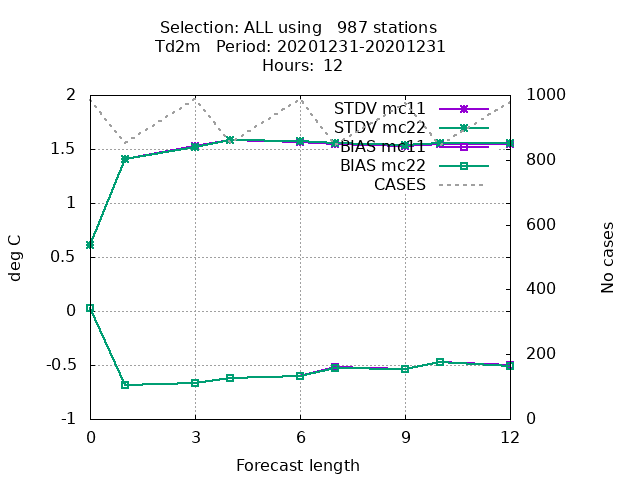 Selection: ALL using   987 stations
Td2m   Period: 20201231-20201231
Hours: 12
2
1.5
1
0.5
0
-0.5
-1
1000
800
600
400
200
0
STDV mc11
STDV mc22
BIAS mc11
BIAS mc22
CASES
deg C
No cases
0 3 6 9 12
Forecast length